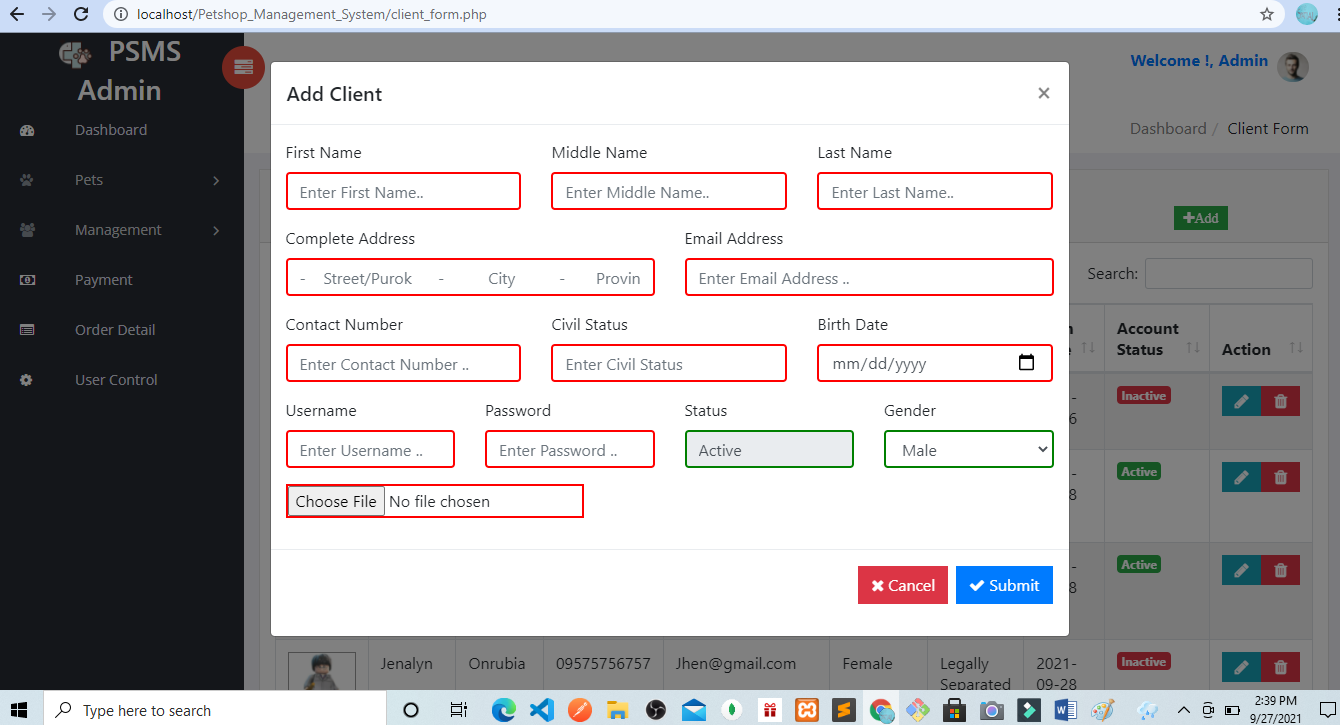 localhost/Petshop_Management_System/client_form.php
PSMS
Admin
Welcome !, Admin
Dashboard / Client Form
Dashboard
Pets
Management
Payment
Order Detail
User Control
Add Client ×
First Name Middle Name Last Name
Enter First Name.. Enter Middle Name.. Enter Last Name..
Complete Address Email Address
- Street/Purok - City - Provin Enter Email Address ..
Contact Number Civil Status Birth Date
Enter Contact Number .. Enter Civil Status mm/dd/yyyy
Username Password Status Gender
Enter Username .. Enter Password .. Active Male
Choose File No file chosen
Cancel Submit
Add
Search:
Account
Status Action
Inactive
Active
Active
Jenalyn Onrubia 09575756757 Jhen@gmail.com Female Legally
Separated 2021-
09-28 Inactive
Type here to search
2:39 PM
9/27/2021